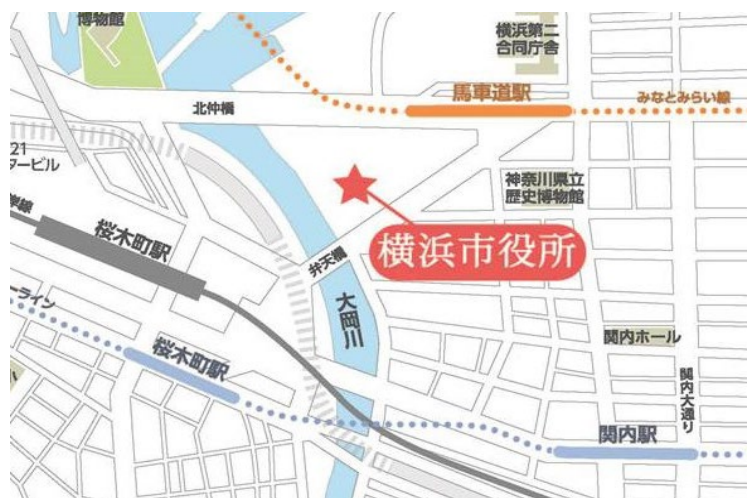 博物館
横浜第二
合同庁舎
北仲橋
馬車道駅
みなとみらい線
21
タービル
神奈川県立
歴史博物館
岸線
桜木町駅
横浜市役所
弁天橋
大岡川
ーライン
桜木町駅
関内ホール
関内大通り
関内駅